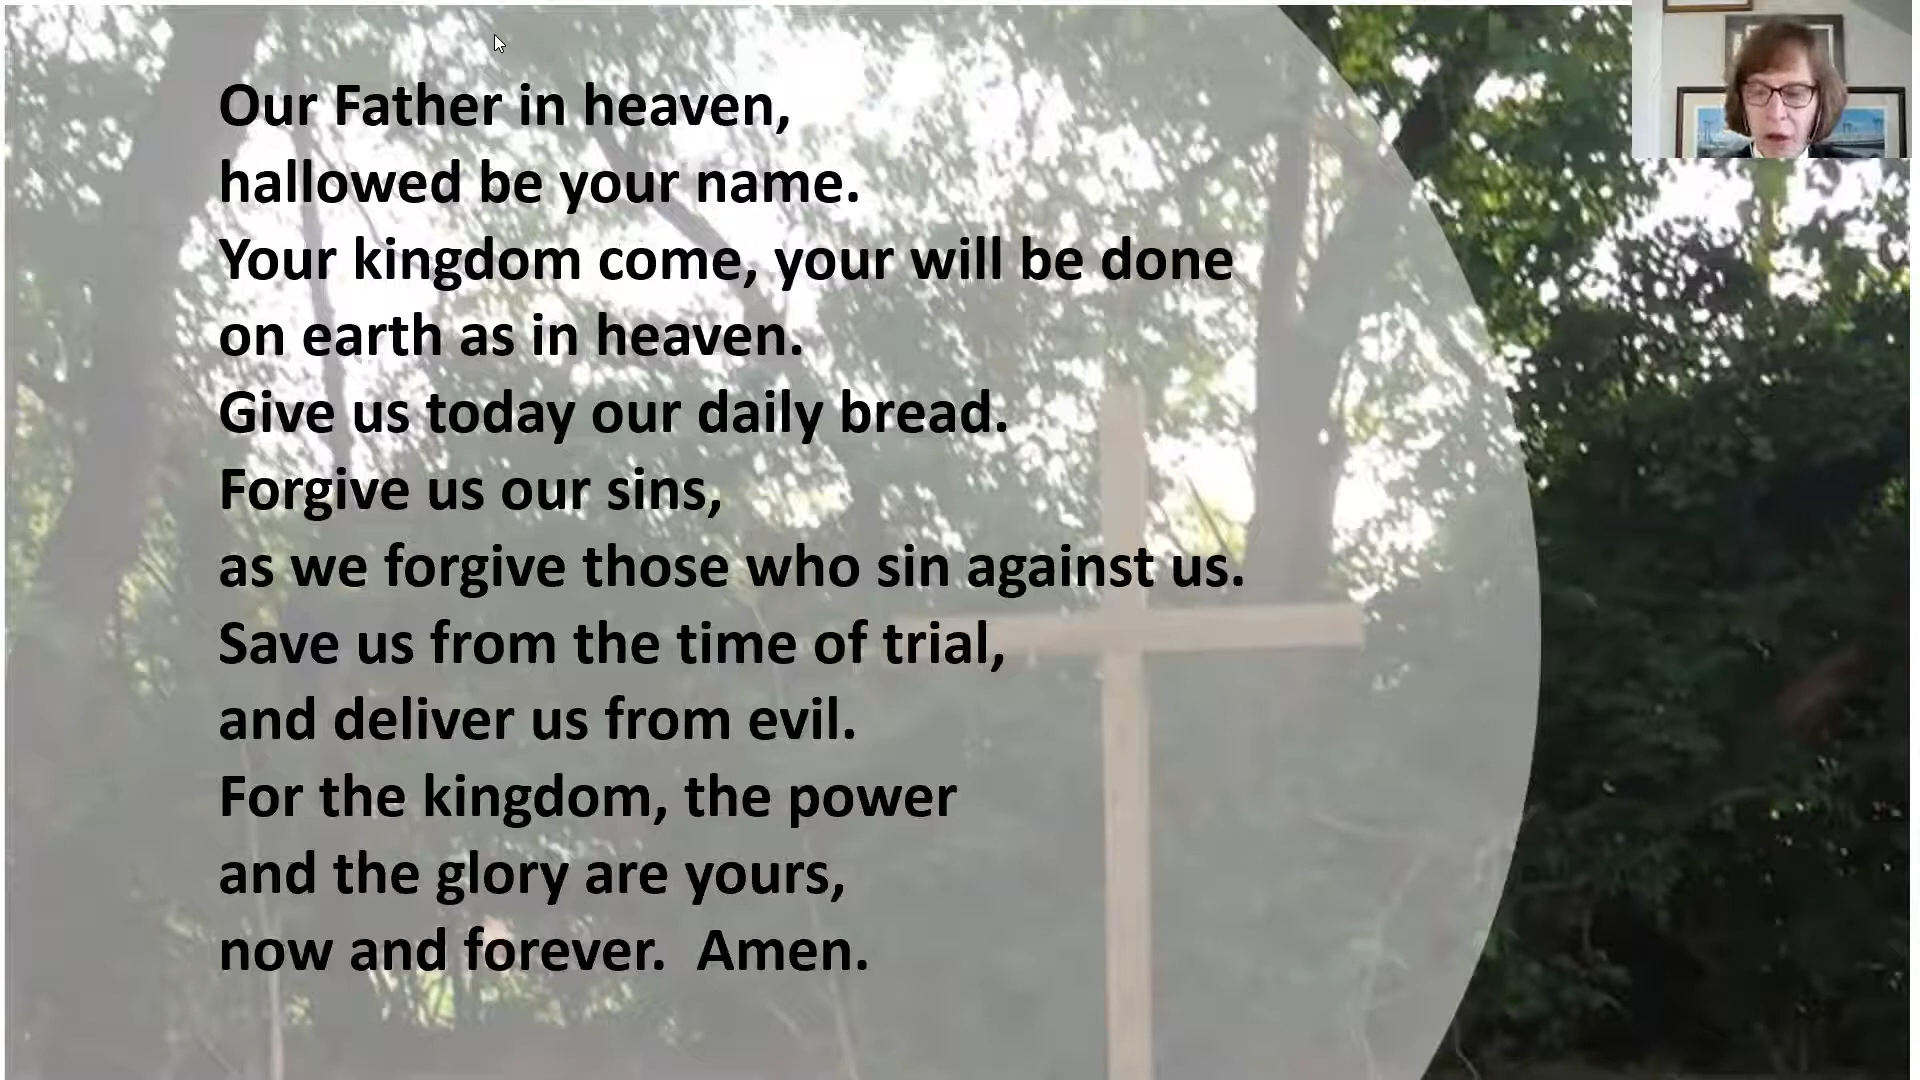 Our Father in heaven,
hallowed be your name.
Your kingdom come, your will be done
on earth as in heaven.
Give us today our daily bread.
Forgive us our sins,
as we forgive those who sin against us.
Save us from the time of trial,
and deliver us from evil.
For the kingdom, the power
and the glory are yours,
now and forever.  Amen.